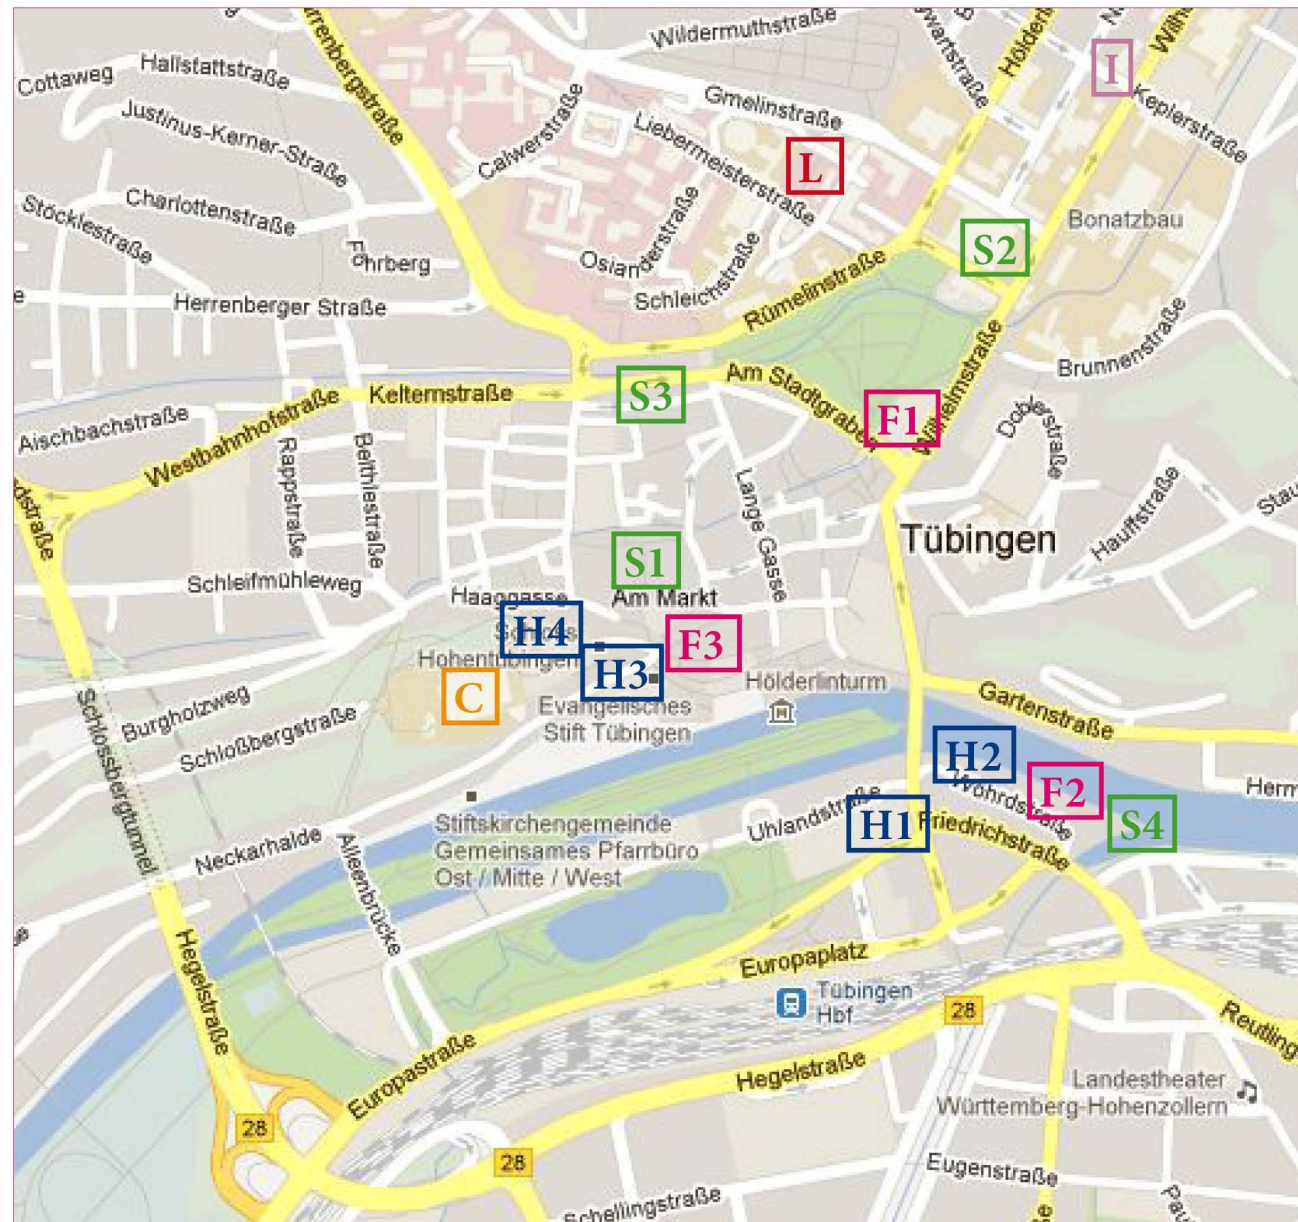 Wildermuthstraße
Hallstattstraße
Cottaweg
Gmelinstraße
Justinus-Kerner-Straße
Calwerstraße
Liebermeisterstraße
I
Keplerstraße
L
Charlottenstraße
Stöcklestraße
Bonatzbau
S2
Osianderstraße
Schleichstraße
Herrenberger Straße
Rümelinstraße
Brunnenstraße
Kelternstraße
S3
Am Stadtgraben
F1
Wilhelmstraße
Doblerstraße
Aischbachstraße
Westbahnhofstraße
Rappstraße
Belthlestraße
Lange Gasse
Tübingen
Hauffstraße
S1
Schleifmühleweg
Haaggasse
Am Markt
H4
Schloss
Hohentübingen
F3
H3
C
Evangelisches
Stift Tübingen
Hölderlinturm
Burgholzweg
Schloßbergstraße
Schlossbergtunnel
Gartenstraße
H2
Wöhrdstraße
F2
S4
Uhlandstraße
H1
Friedrichstraße
Neckarhalde
Alleenbrücke
Stiftskirchengemeinde
Gemeinsames Pfarrbüro
Ost / Mitte / West
Hegelstraße
Europaplatz
Tübingen
Hbf
28
Europastraße
Hegelstraße
Landestheater
Württemberg-Hohenzollern
28
28
Eugenstraße
Schellingstraße